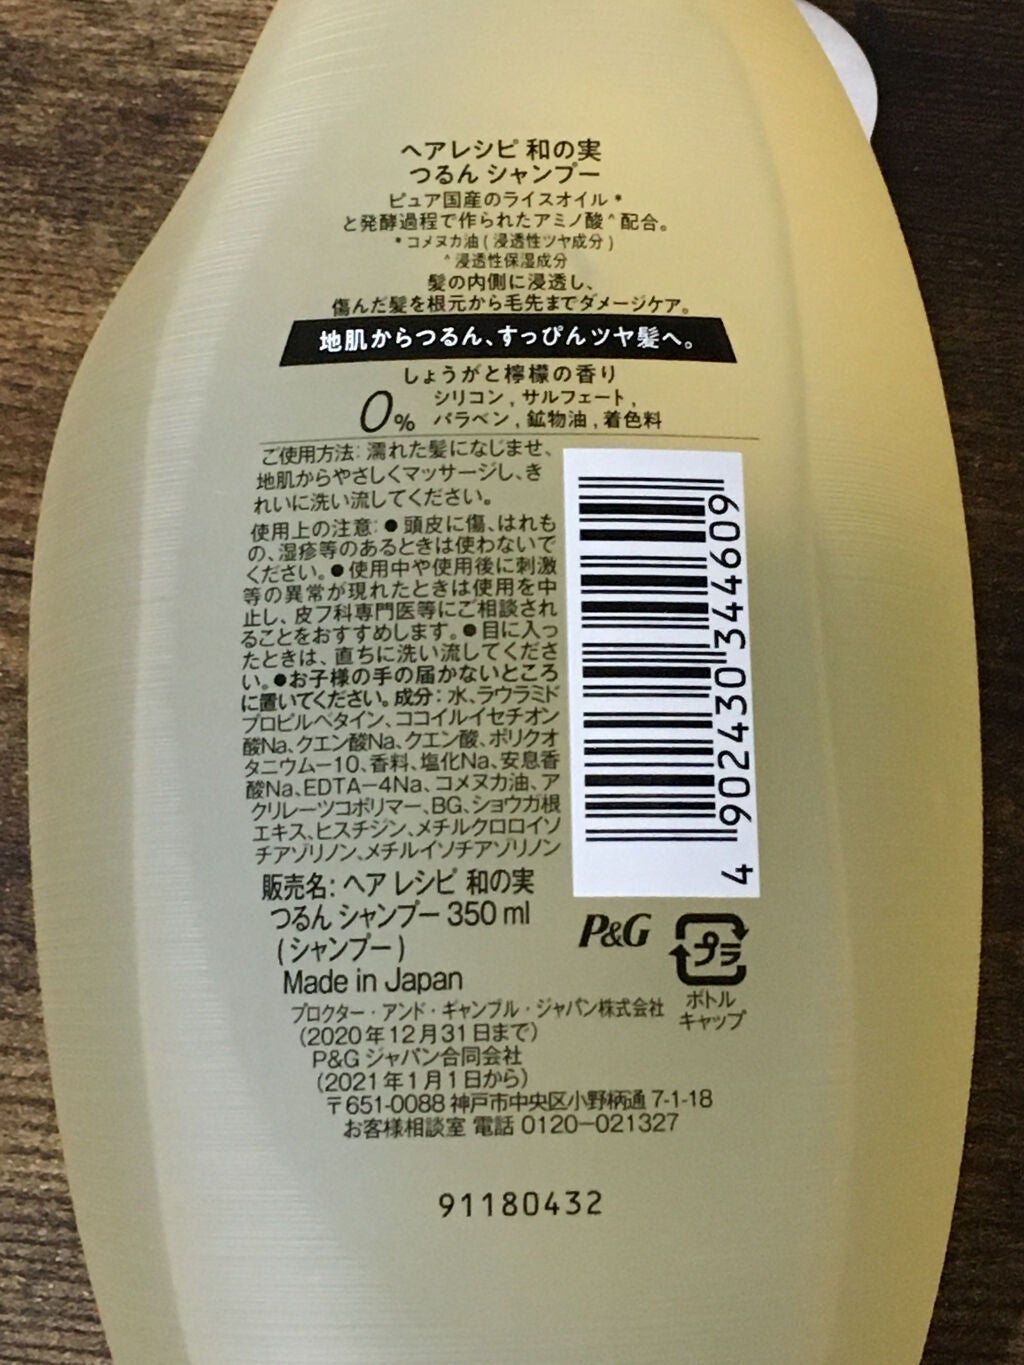 ヘアレシピ 和の実
つるん シャンプー
ピュア国産のライスオイル *
と発酵過程で作られたアミノ酸 ^ 配合。
* コメヌカ油 ( 浸透性ツヤ成分 )
^ 浸透性保湿成分
髪の内側に浸透し、
傷んだ髪を根元から毛先までダメージケア。
地肌からつるん、すっぴんツヤ髪へ。
しょうがと檸檬の香り
0% シリコン , サルフェート ,
パラベン , 鉱物油 , 着色料
ご使用方法: 濡れた髪になじませ、
地肌からやさしくマッサージし、き
れいに洗い流してください。
使用上の注意: ● 頭皮に傷、はれも
の、湿疹等のあるときは使わないで
ください。● 使用中や使用後に刺激
等の異常が現れたときは使用を中
止し、皮フ科専門医等にご相談され
ることをおすすめします。● 目に入っ
たときは、直ちに洗い流してくださ
い。●お子様の手の届かないところ
に置いてください。成分: 水、ラウラミド
プロピルベタイン、ココイルイセチオン
酸Na、クエン酸Na、クエン酸、ポリクオ
タニウム-10、香料、塩化Na、安息香
酸Na、EDTA-4Na、コメヌカ油、ア
クリレーツコポリマー、BG、ショウガ根
エキス、ヒスチジン、メチルクロロイソ
チアゾリノン、メチルイソチアゾリノン
4 902430 344609
販売名: ヘア レシピ 和の実
つるん シャンプー 350 ml
( シャンプー )
Made in Japan
P&G
プラ
ボトル
キャップ
プロクター・アンド・ギャンブル・ジャパン株式会社
(2020 年 12 月 31 日まで)
P&G ジャパン合同会社
(2021 年 1 月 1 日から)
〒651-0088 神戸市中央区小野柄通 7-1-18
お客様相談室 電話 0120-021327
91180432